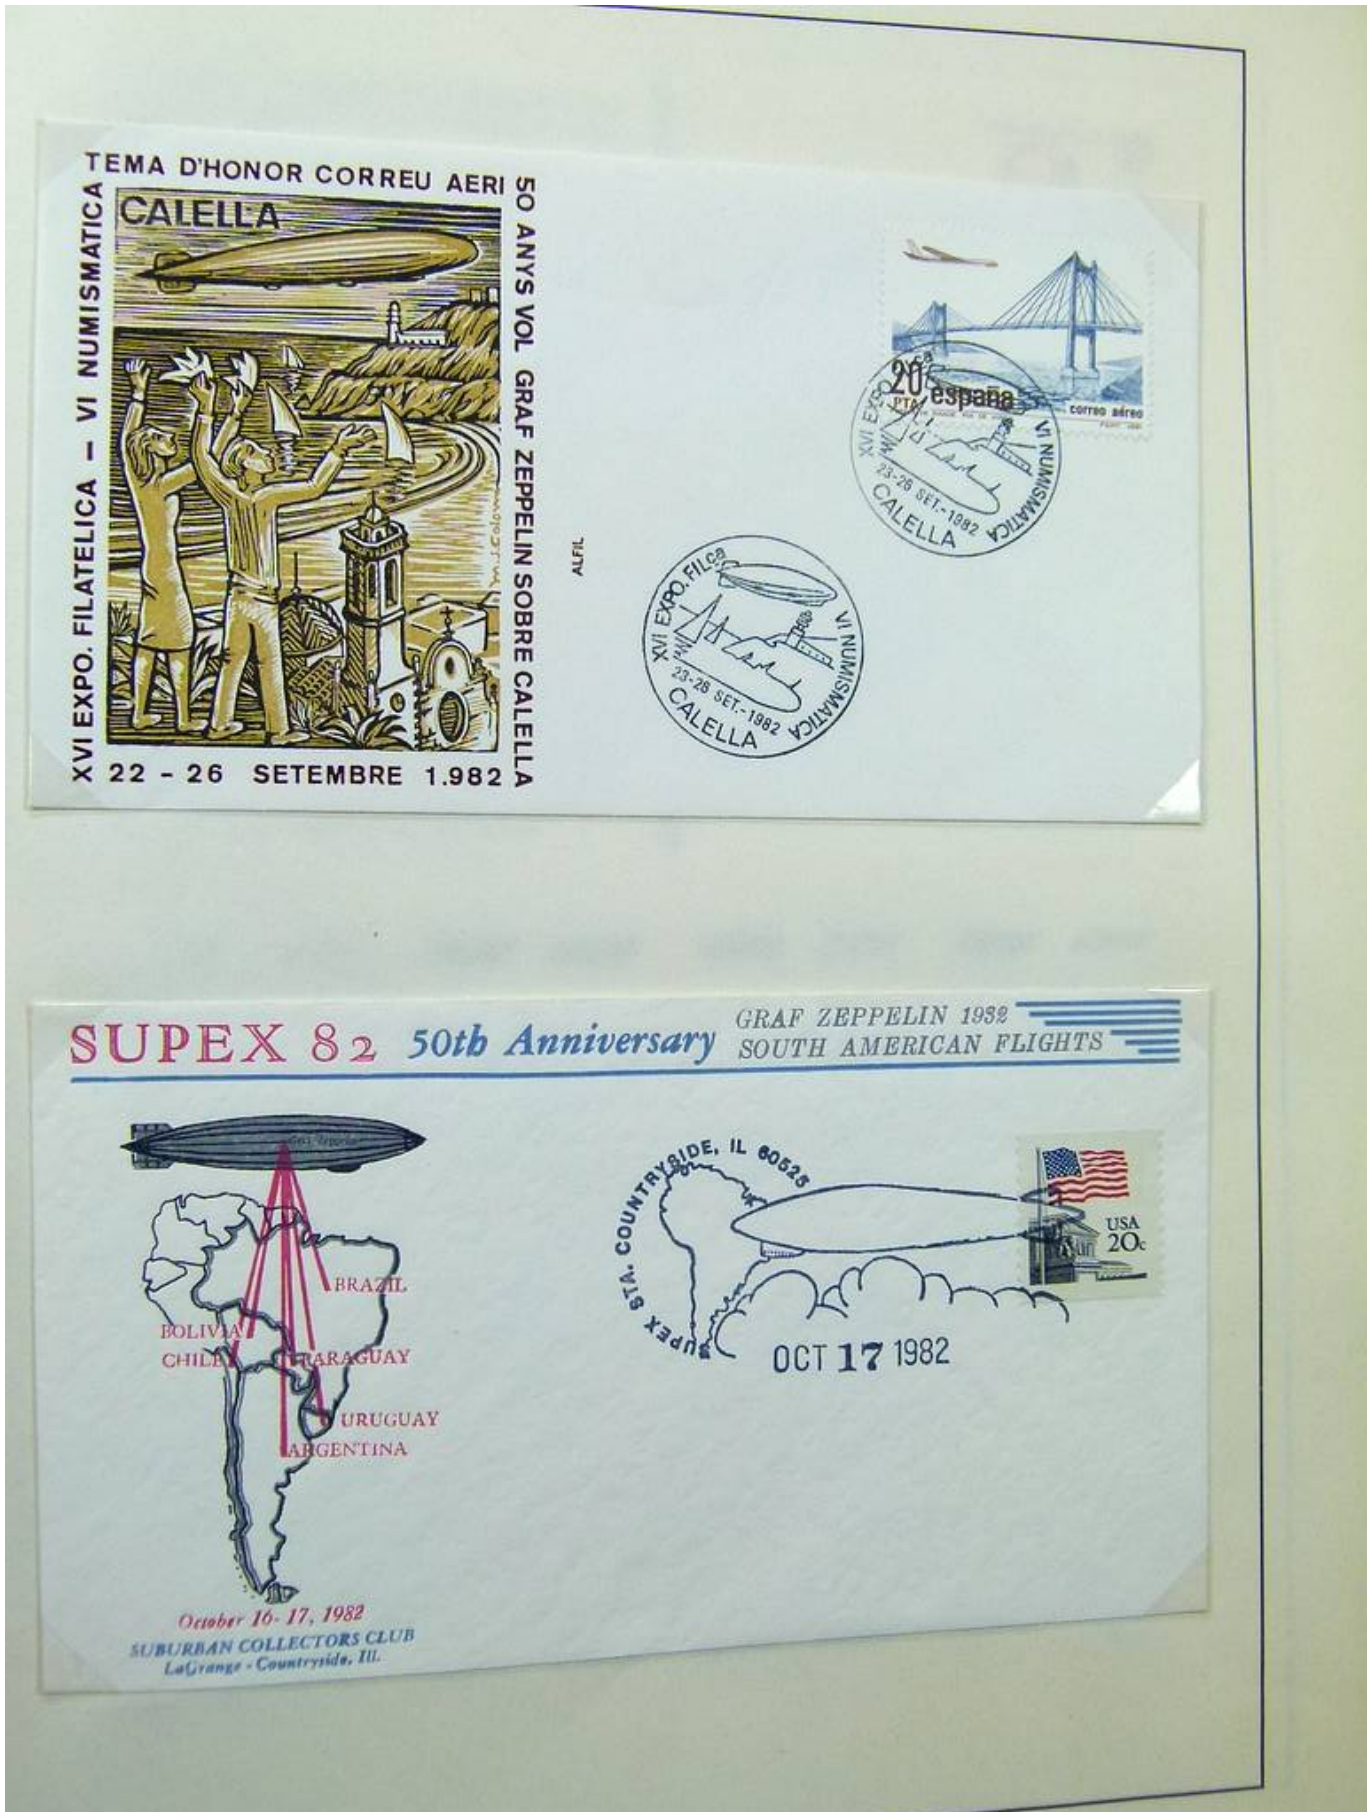 TEMA D'HONOR CORREU AERI
50 ANYS VOL GRAF ZEPPELIN SOBRE CALELLA
XVI EXPO. FILATELICA - VI NUMISMATICA
22 - 26 SETEMBRE 1.982
CALELLA
ALFIL
20
PTA
españa
correo aéreo
XVI EXPO. FILca
VI NUMISMATICA
23-26 SET.-1982
CALELLA
XVI EXPO. FILca
VI NUMISMATICA
23-26 SET.-1982
CALELLA
SUPEX 82 50th Anniversary
GRAF ZEPPELIN 1932
SOUTH AMERICAN FLIGHTS
BRAZIL
BOLIVIA
CHILE
PARAGUAY
URUGUAY
ARGENTINA
October 16-17, 1982
SUBURBAN COLLECTORS CLUB
LaGrange - Countryside, Ill.
SUPEX STA. COUNTRYSIDE, IL 60525
OCT 17 1982
USA
20c